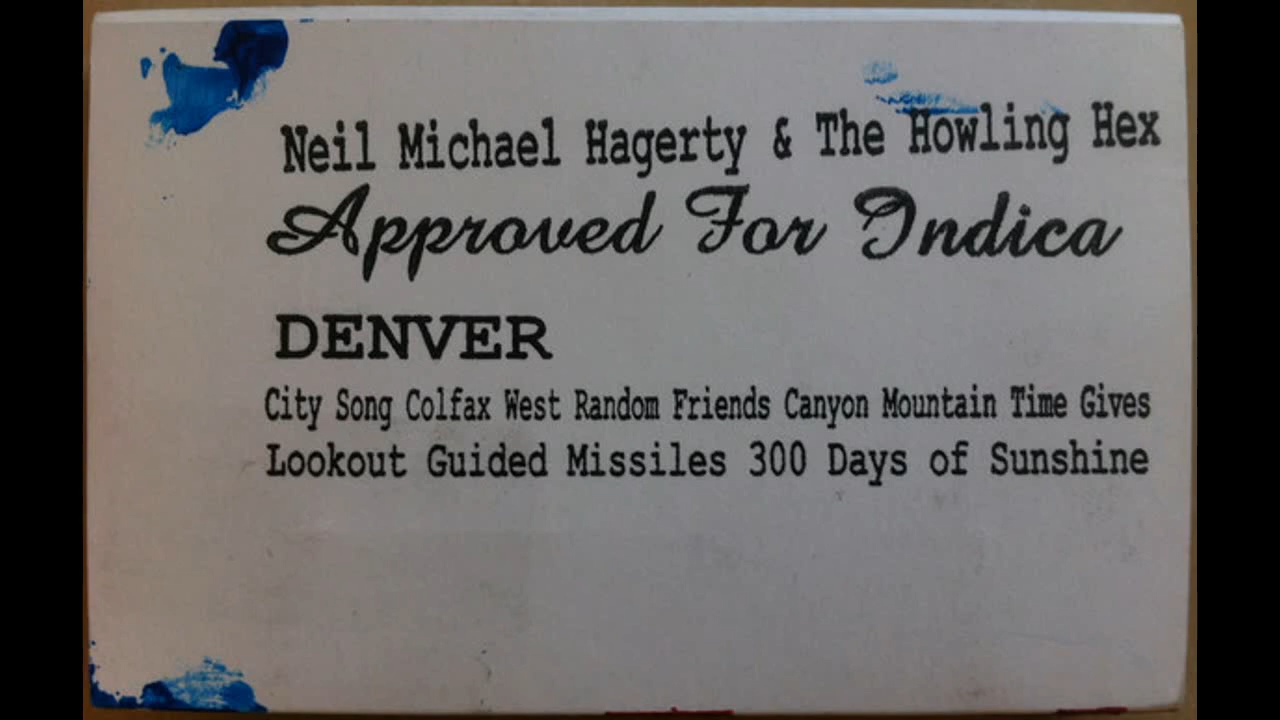 Neil Michael Hagerty & The Howling Hex
Approved For Indica
DENVER
City Song Colfax West Random Friends Canyon Mountain Time Gives
Lookout Guided Missiles 300 Days of Sunshine